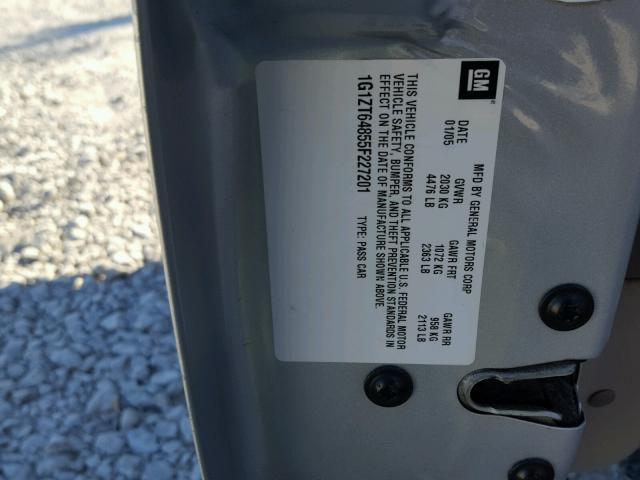 GM
MFD BY GENERAL MOTORS CORP
DATE GVWR GAWR FRT GAWR RR
01/05 2030 KG 1072 KG 958 KG
4476 LB 2363 LB 2113 LB
THIS VEHICLE CONFORMS TO ALL APPLICABLE U.S. FEDERAL MOTOR
VEHICLE SAFETY, BUMPER, AND THEFT PREVENTION STANDARDS IN
EFFECT ON THE DATE OF MANUFACTURE SHOWN ABOVE.
1G1ZT64855F227201 TYPE: PASS CAR